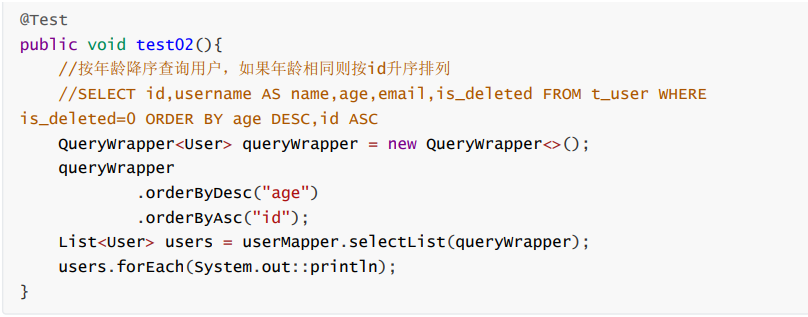 @Test
public void test02(){
    //按年龄降序查询用户，如果年龄相同则按id升序排列
    //SELECT id,username AS name,age,email,is_deleted FROM t_user WHERE
is_deleted=0 ORDER BY age DESC,id ASC
    QueryWrapper<User> queryWrapper = new QueryWrapper<>();
    queryWrapper
            .orderByDesc("age")
            .orderByAsc("id");
    List<User> users = userMapper.selectList(queryWrapper);
    users.forEach(System.out::println);
}